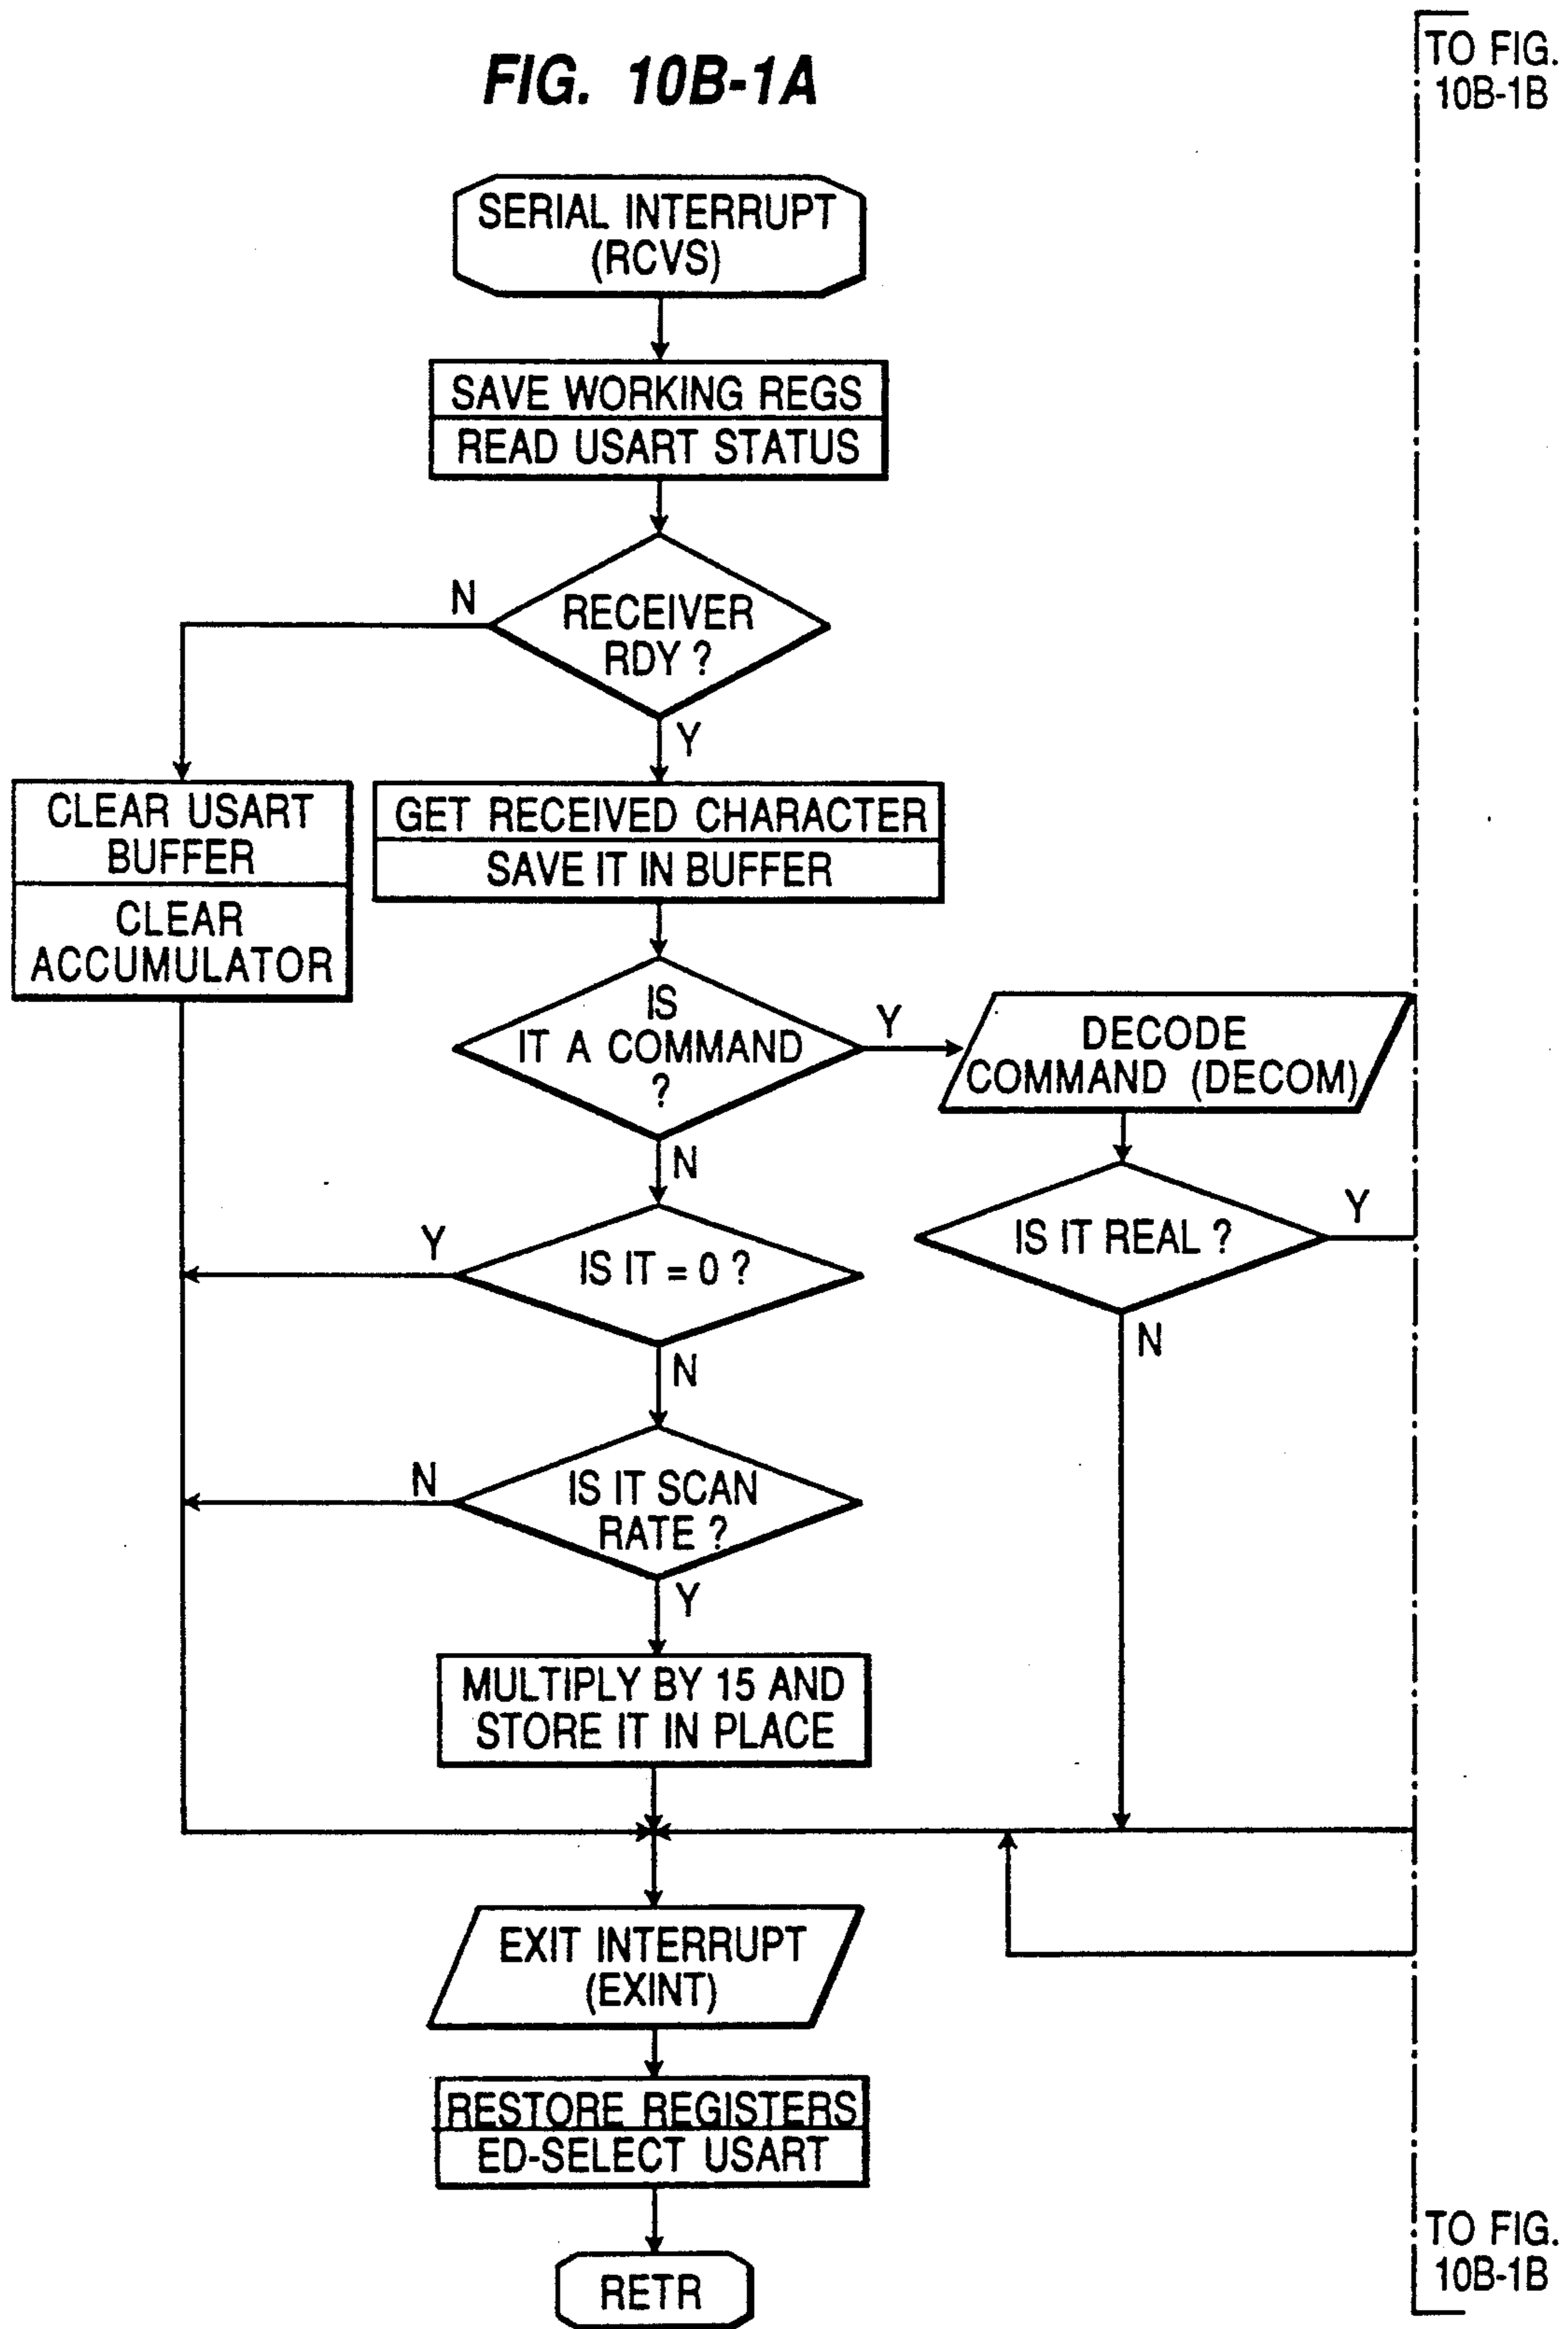 FIG. 10B-1A
TO FIG.
10B-1B
SERIAL INTERRUPT
(RCVS)
SAVE WORKING REGS
READ USART STATUS
RECEIVER
RDY ?
N
Y
CLEAR USART
BUFFER
CLEAR
ACCUMULATOR
GET RECEIVED CHARACTER
SAVE IT IN BUFFER
IS
IT A COMMAND
?
Y
N
DECODE
COMMAND (DECOM)
IS IT REAL ?
Y
N
IS IT = 0 ?
Y
N
IS IT SCAN
RATE ?
N
Y
MULTIPLY BY 15 AND
STORE IT IN PLACE
EXIT INTERRUPT
(EXINT)
RESTORE REGISTERS
ED-SELECT USART
RETR
TO FIG.
10B-1B